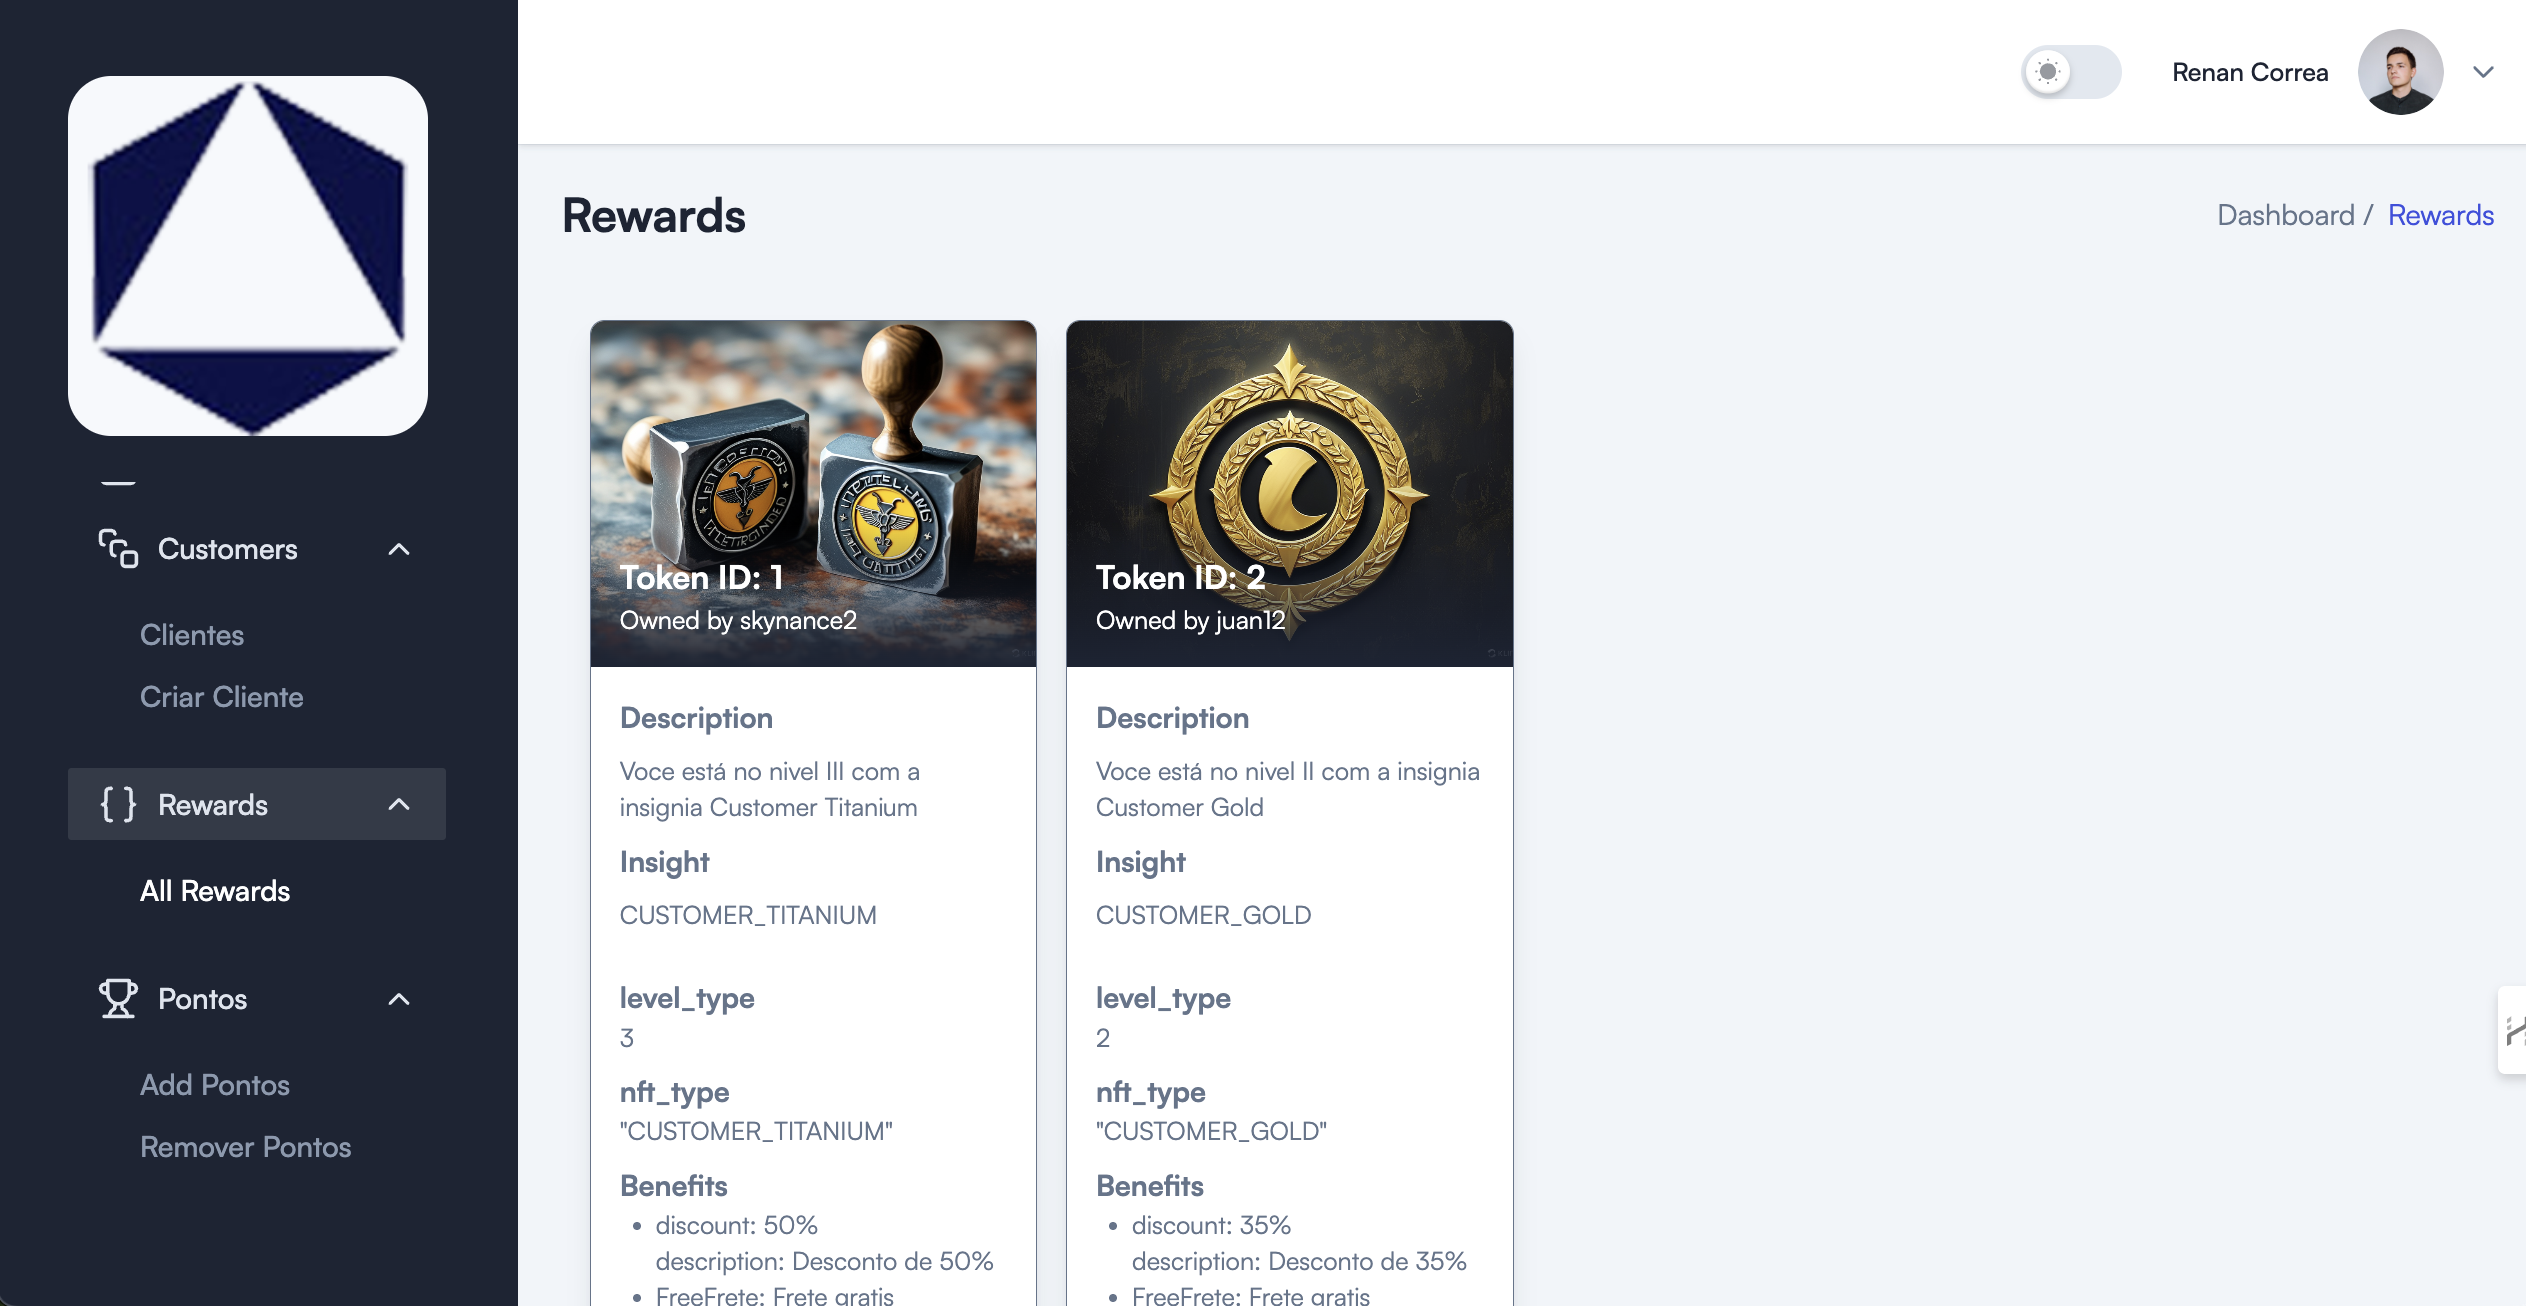 Renan Correa
Rewards
Dashboard / Rewards
Customers
Clientes
Criar Cliente
Rewards
All Rewards
Pontos
Add Pontos
Remover Pontos
Token ID: 1
Owned by skynance2
Description
Voce está no nivel III com a
insignia Customer Titanium
Insight
CUSTOMER_TITANIUM
level_type
3
nft_type
"CUSTOMER_TITANIUM"
Benefits
• discount: 50%
description: Desconto de 50%
• FreeFrete: Frete gratis
Token ID: 2
Owned by juan12
Description
Voce está no nivel II com a insignia
Customer Gold
Insight
CUSTOMER_GOLD
level_type
2
nft_type
"CUSTOMER_GOLD"
Benefits
• discount: 35%
description: Desconto de 35%
• FreeFrete: Frete gratis